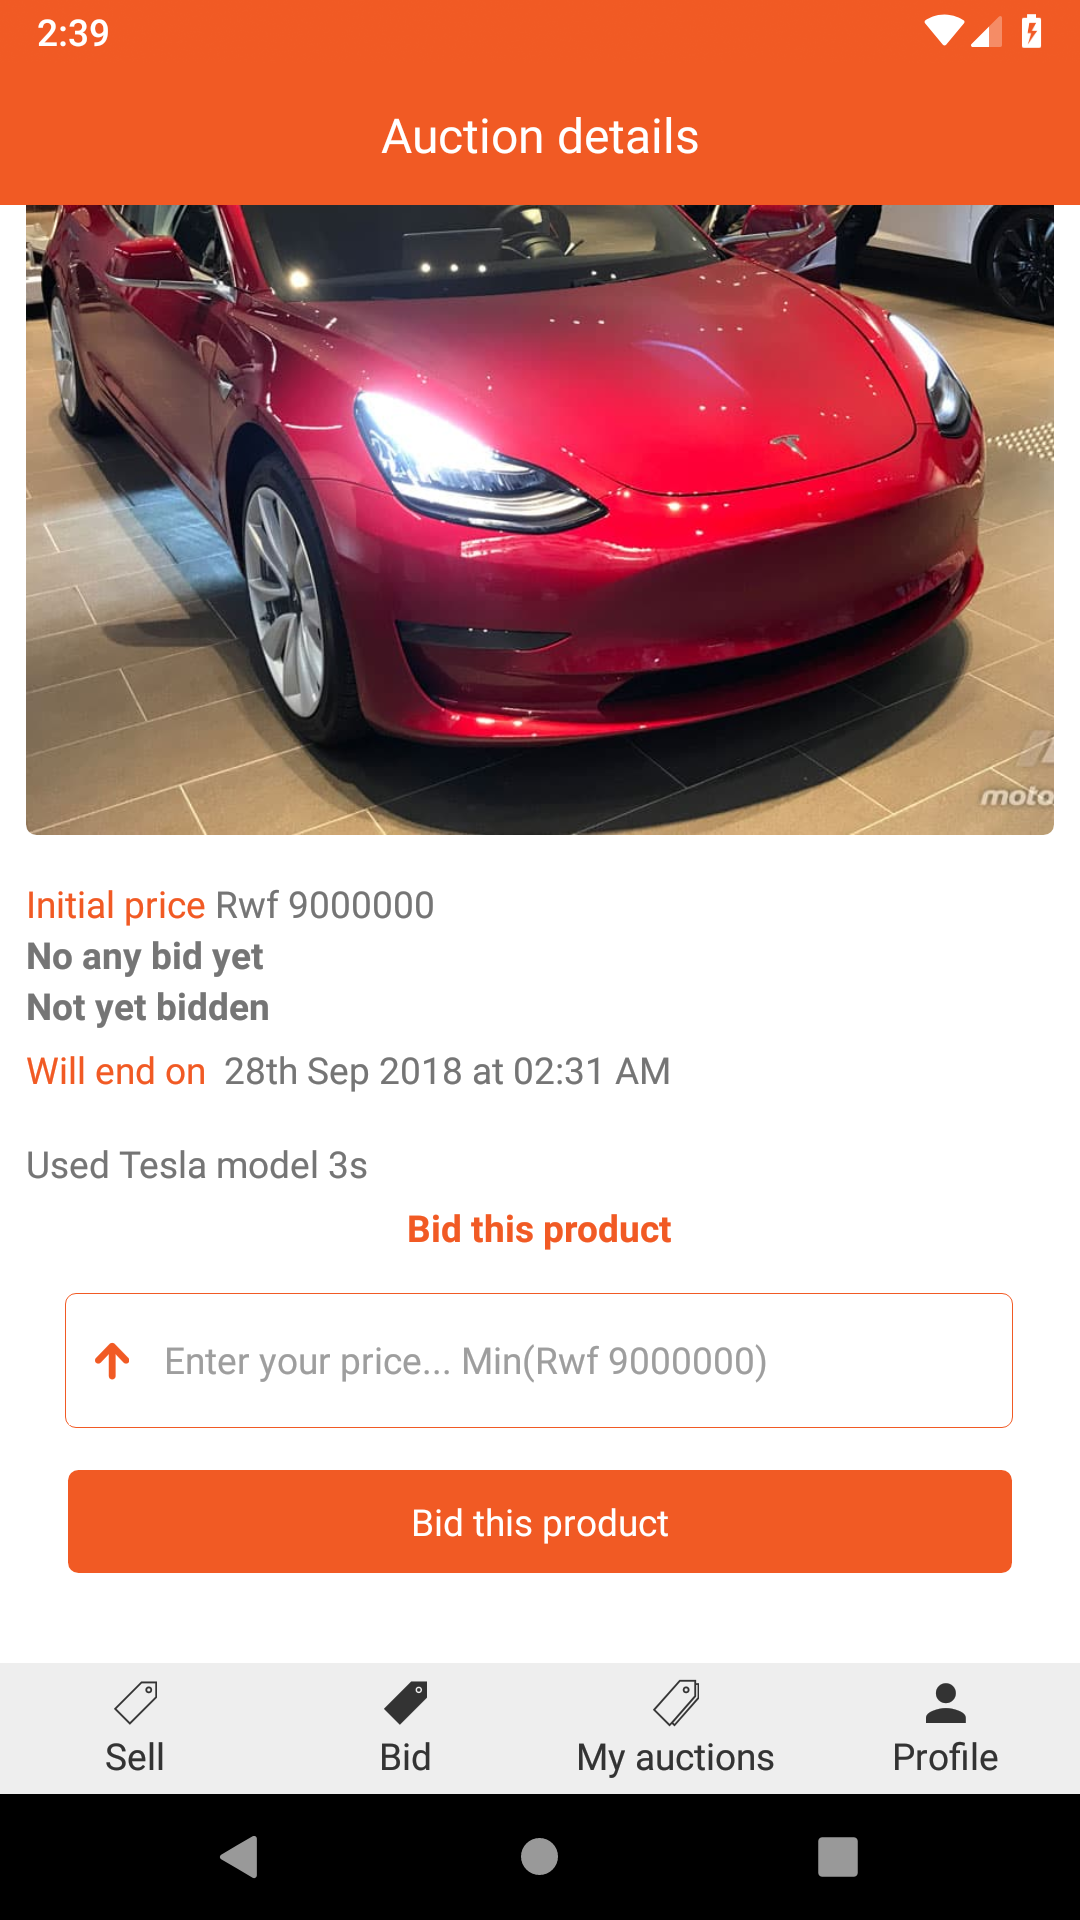 2:39
Auction details
moto
Initial price Rwf 9000000
No any bid yet
Not yet bidden
Will end on 28th Sep 2018 at 02:31 AM
Used Tesla model 3s
Bid this product
Enter your price... Min(Rwf 9000000)
Bid this product
Sell
Bid
My auctions
Profile